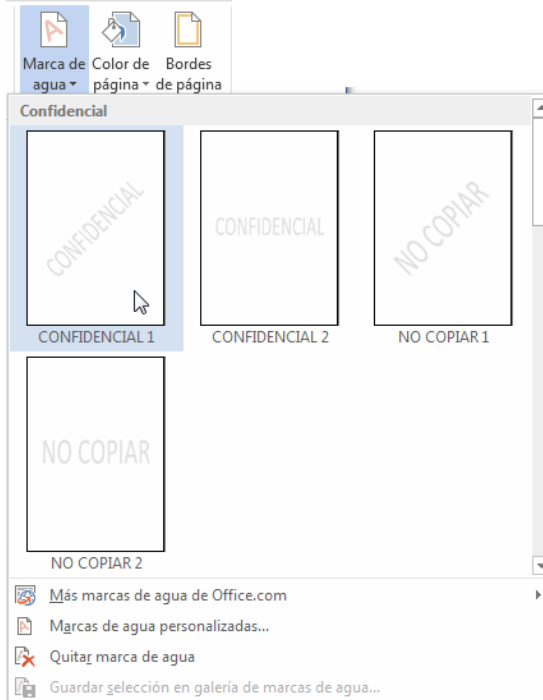 Marca de agua
Color de página
Bordes de página
Confidencial
CONFIDENCIAL
CONFIDENCIAL
NO COPIAR
CONFIDENCIAL 1
CONFIDENCIAL 2
NO COPIAR 1
NO COPIAR
NO COPIAR 2
Más marcas de agua de Office.com
Marcas de agua personalizadas...
Quitar marca de agua
Guardar selección en galería de marcas de agua...